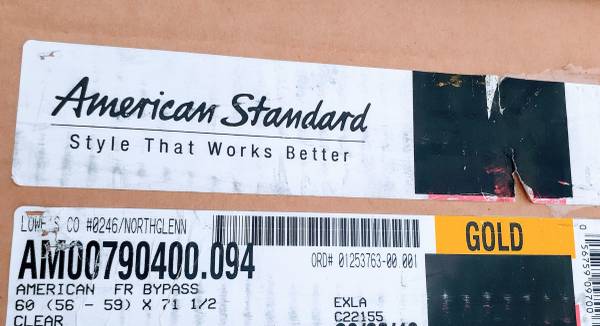 American Standard
Style That Works Better
LOWE'S CO #0246/NORTHGLENN
AM00790400.094
ORD# 01253763-00.001
GOLD
AMERICAN FR BYPASS
60 (56 - 59) X 71 1/2
CLEAR
EXLA
C22155